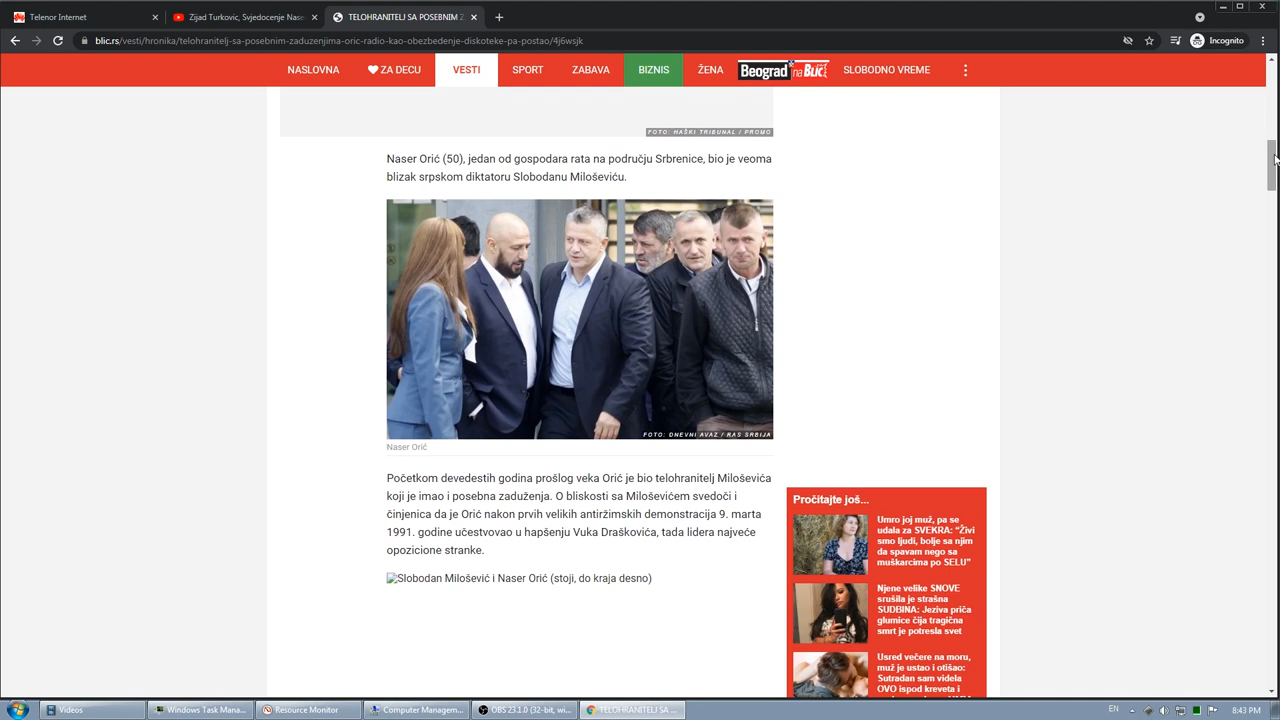 Telenor Internet
Zijad Turkovic, Svjedocenje Nase
TELOHRANITELJ SA POSEBNIM Z
blic.rs/vesti/hronika/telohranitelj-sa-posebnim-zaduzenjima-oric-radio-kao-obezbedenje-diskoteke-pa-postao/4j6wsjk
Incognito
NASLOVNA
ZA DECU
VESTI
SPORT
ZABAVA
BIZNIS
ŽENA
Beograd na Blic
SLOBODNO VREME
FOTO: HAŠKI TRIBUNAL / PROMO
Naser Orić (50), jedan od gospodara rata na području Srbrenice, bio je veoma
blizak srpskom diktatoru Slobodanu Miloševiću.
FOTO: DNEVNI AVAZ / RAS SRBIJA
Naser Orić
Početkom devedestih godina prošlog veka Orić je bio telohranitelj Miloševića
koji je imao i posebna zaduženja. O bliskosti sa Miloševićem svedoči i
činjenica da je Orić nakon prvih velikih antiržimskih demonstracija 9. marta
1991. godine učestvovao u hapšenju Vuka Draškovića, tada lidera najveće
opozicione stranke.
Slobodan Milošević i Naser Orić (stoji, do kraja desno)
Pročitajte još...
Umro joj muž, pa se
udala za SVEKRA: “Živi
smo ljudi, bolje sa njim
da spavam nego sa
muškarcima po SELU”
Njene velike SNOVE
srušila je strašna
SUDBINA: Jeziva priča
glumice čija tragična
smrt je potresla svet
Usred večere na moru,
muž je ustao i otišao:
Sutradan sam videla
OVO ispod kreveta i
Videos
Windows Task Mana...
Resource Monitor
Computer Managem...
OBS 23.1.0 (32-bit, wi...
TELOHRANITELJ SA ...
EN
8:43 PM